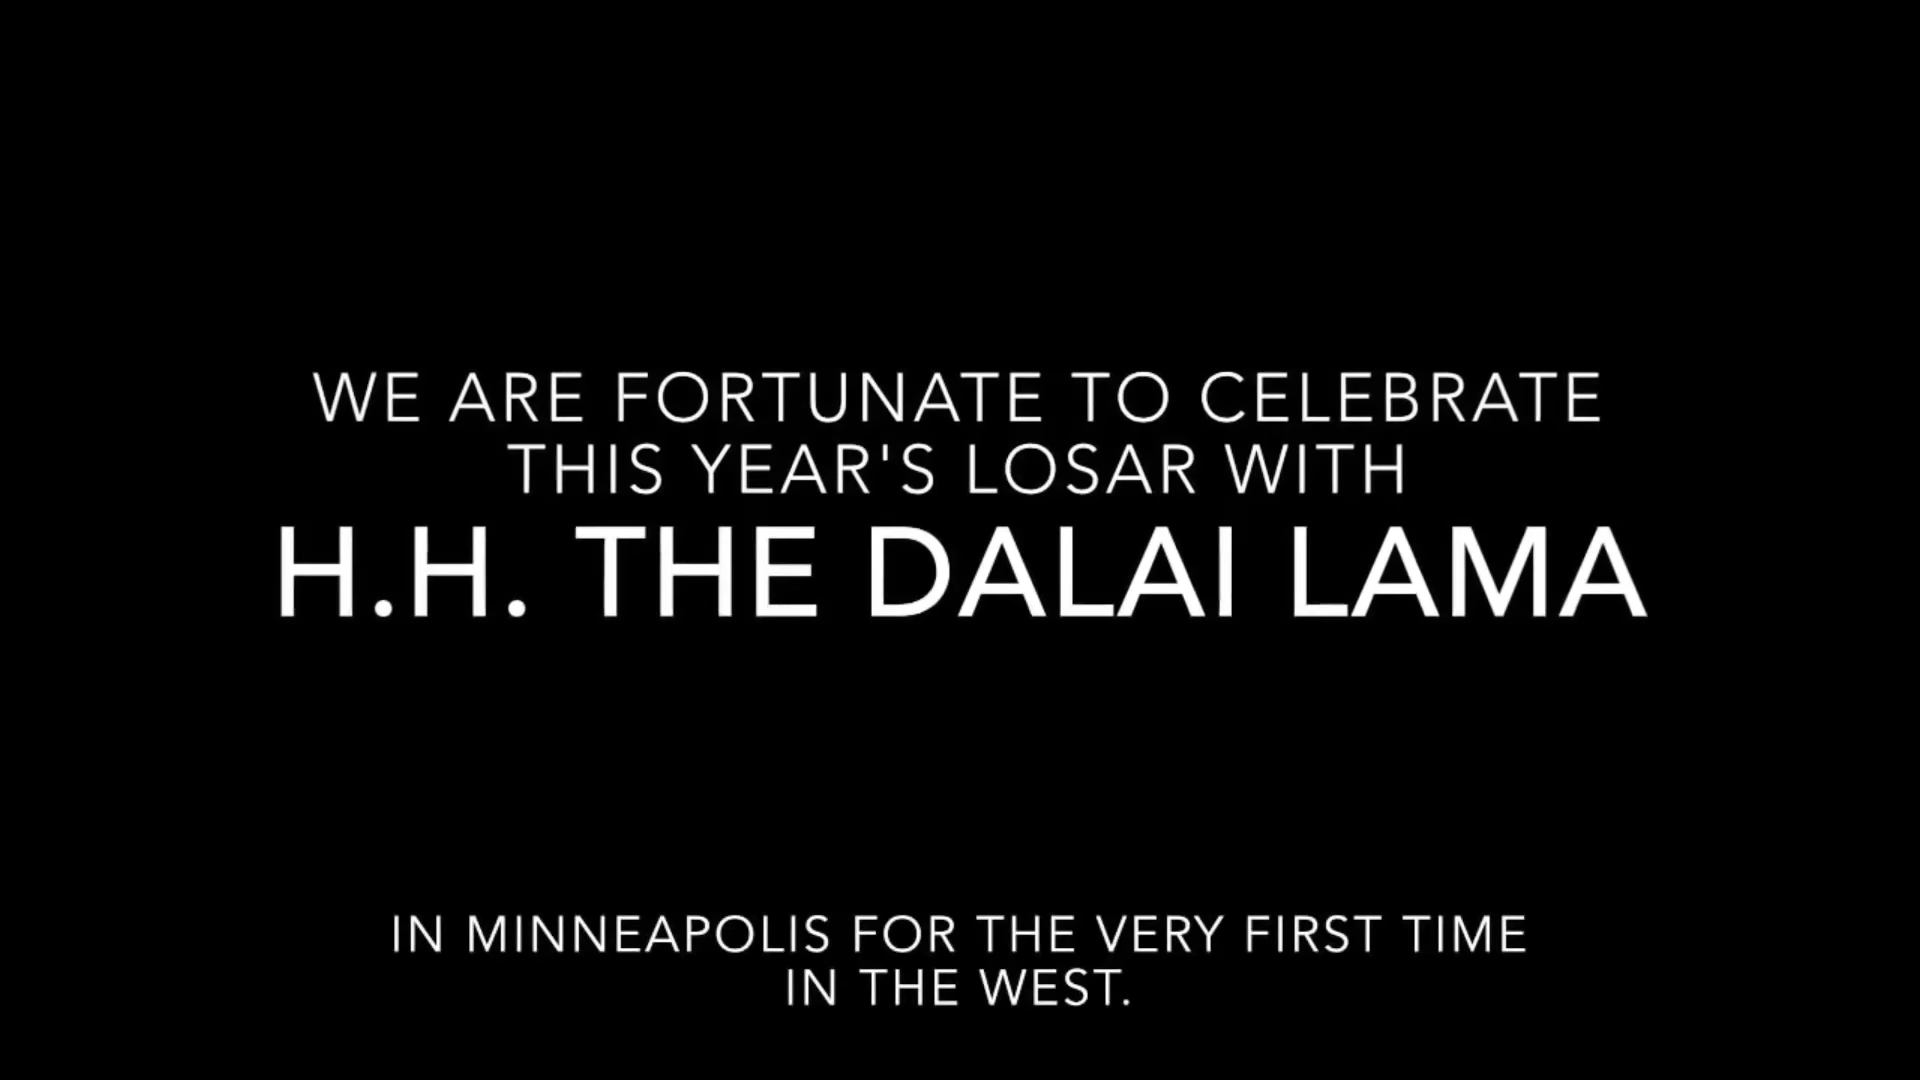 WE ARE FORTUNATE TO CELEBRATE
THIS YEAR'S LOSAR WITH
H.H. THE DALAI LAMA
IN MINNEAPOLIS FOR THE VERY FIRST TIME
IN THE WEST.